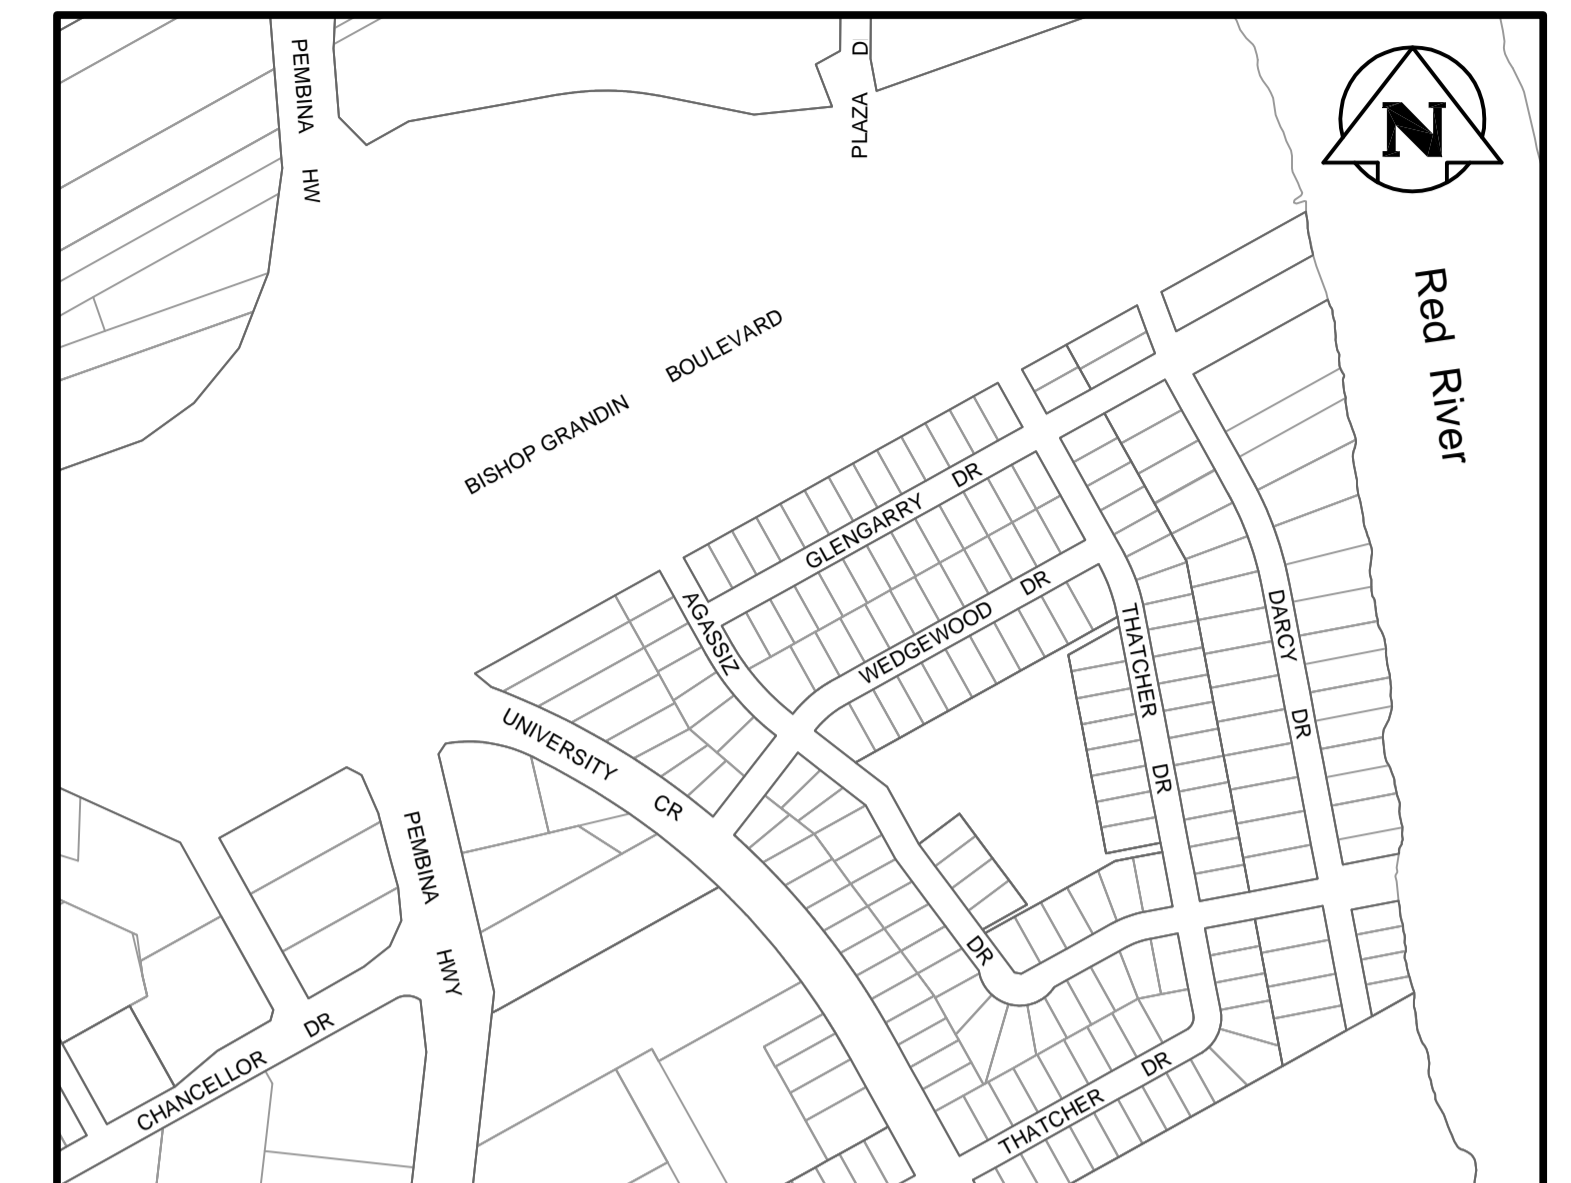 PEMBINA HW
PLAZA D
N
Red River
BISHOP GRANDIN BOULEVARD
GLENGARRY DR
AGASSIZ
WEDGEWOOD DR
THATCHER
DR
DARCY
DR
UNIVERSITY
CR
PEMBINA
HWY
DR
CHANCELLOR DR
THATCHER DR